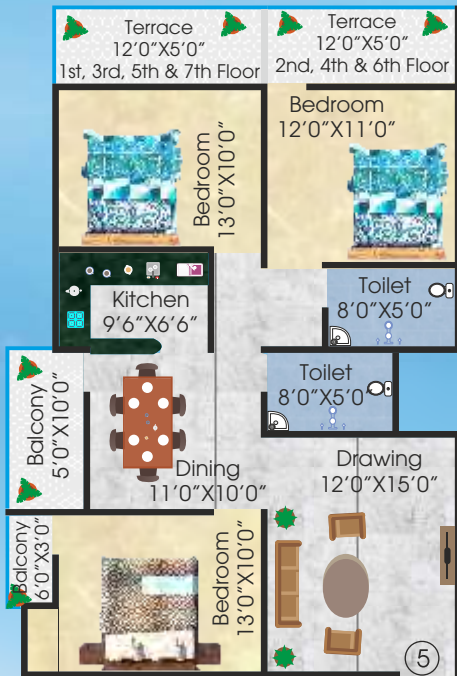 Terrace
12'0"X5'0"
1st, 3rd, 5th & 7th Floor
Terrace
12'0"X5'0"
2nd, 4th & 6th Floor
Bedroom
13'0"X10'0"
Bedroom
12'0"X11'0"
Kitchen
9'6"X6'6"
Toilet
8'0"X5'0"
Toilet
8'0"X5'0"
Balcony
5'0"X10'0"
Dining
11'0"X10'0"
Drawing
12'0"X15'0"
Balcony
6'0"X3'0"
Bedroom
13'0"X10'0"
5